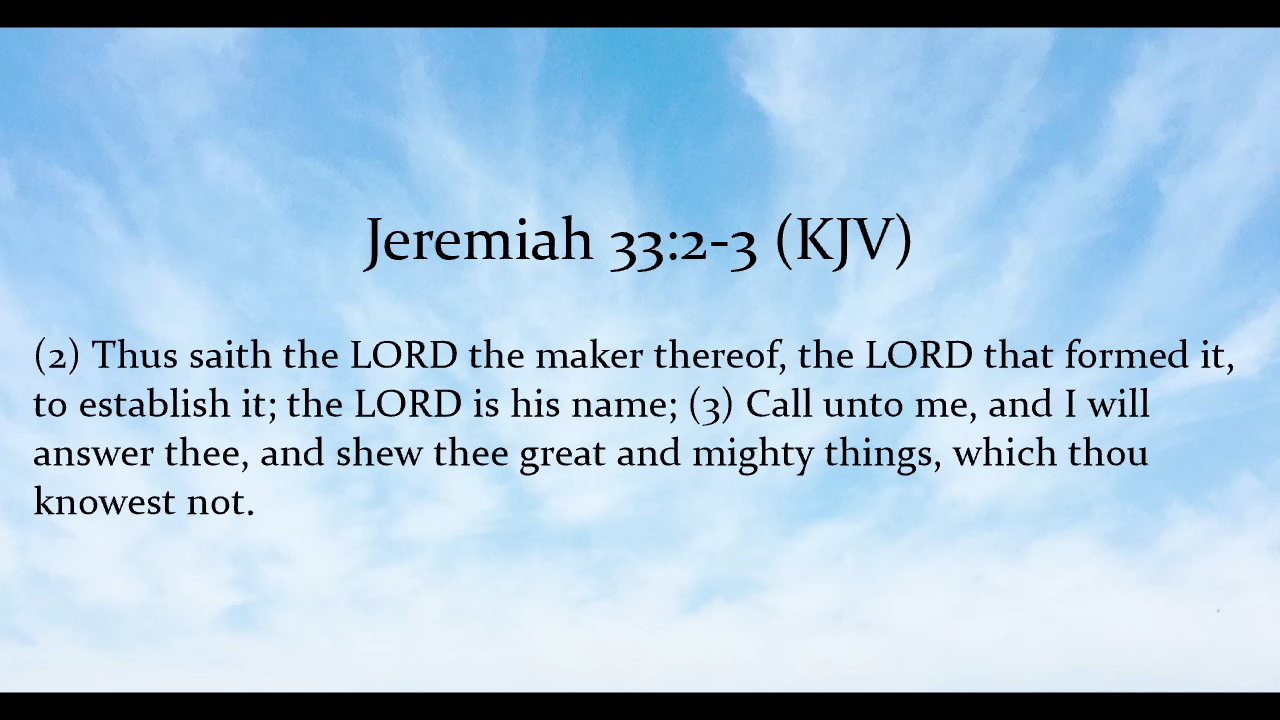 Jeremiah 33:2-3 (KJV)
(2) Thus saith the LORD the maker thereof, the LORD that formed it,
to establish it; the LORD is his name; (3) Call unto me, and I will
answer thee, and shew thee great and mighty things, which thou
knowest not.